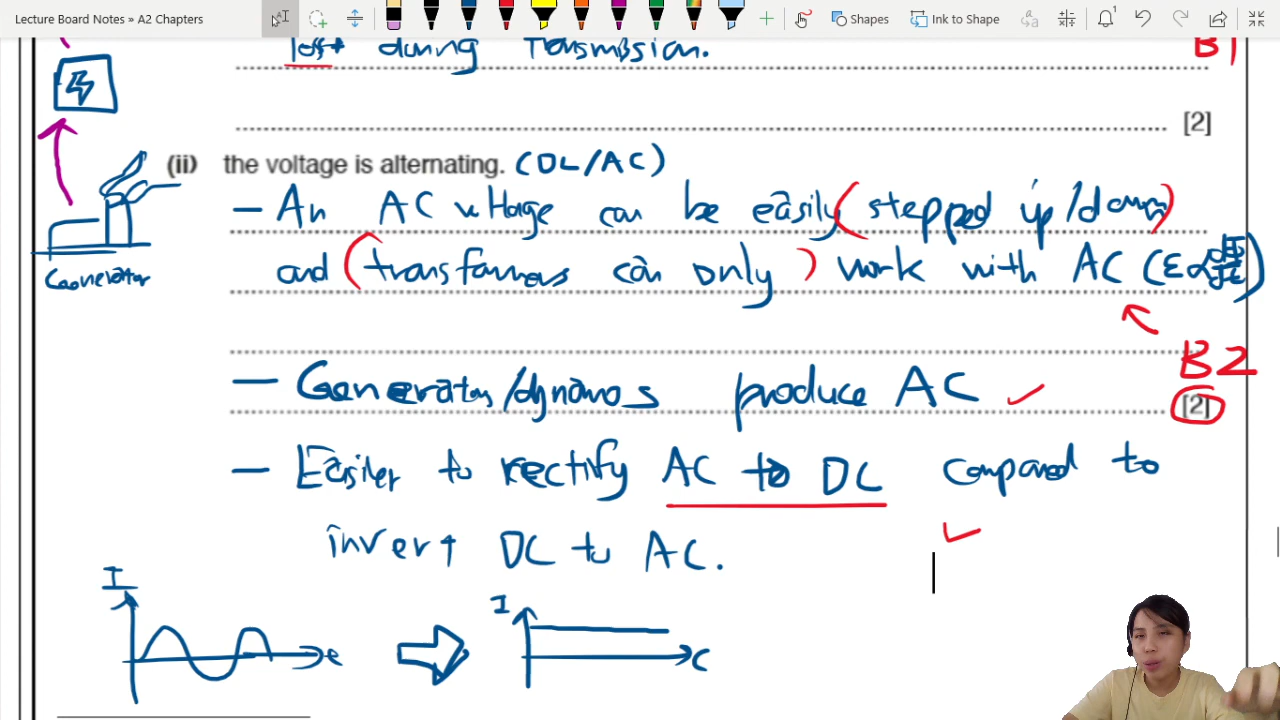 Lecture Board Notes » A2 Chapters
Shapes
Ink to Shape
lost during transmission.
B1
[2]
(ii) the voltage is alternating. (DC/AC)
– An AC voltage can be easily (stepped up/down)
and (transformers can only) work with AC (ε∝dΦ/dt)
Generator
B2
– Generators/dynamos produce AC ✓
[2]
– Easier to rectify AC to DC compared to
invert DC to AC. ✓
I
I
t